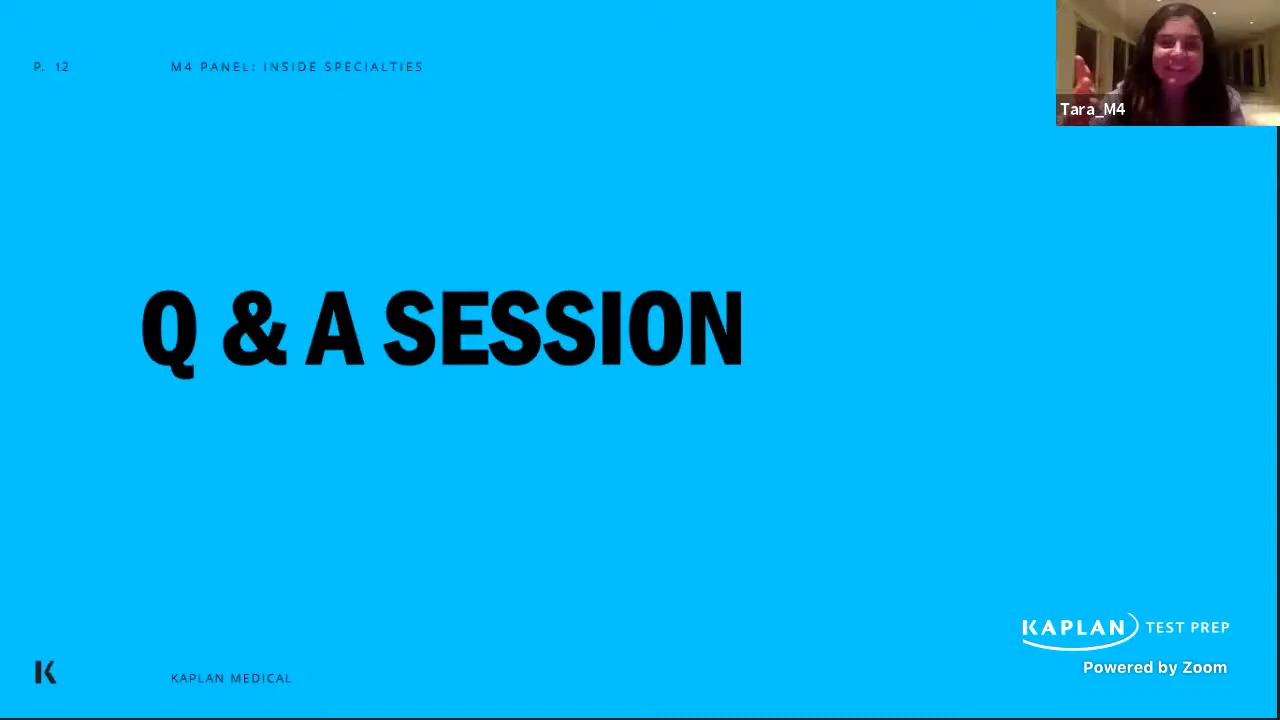 P. 12
M4 PANEL: INSIDE SPECIALTIES
Tara_M4
Q & A SESSION
KAPLAN TEST PREP
Powered by Zoom
K
KAPLAN MEDICAL